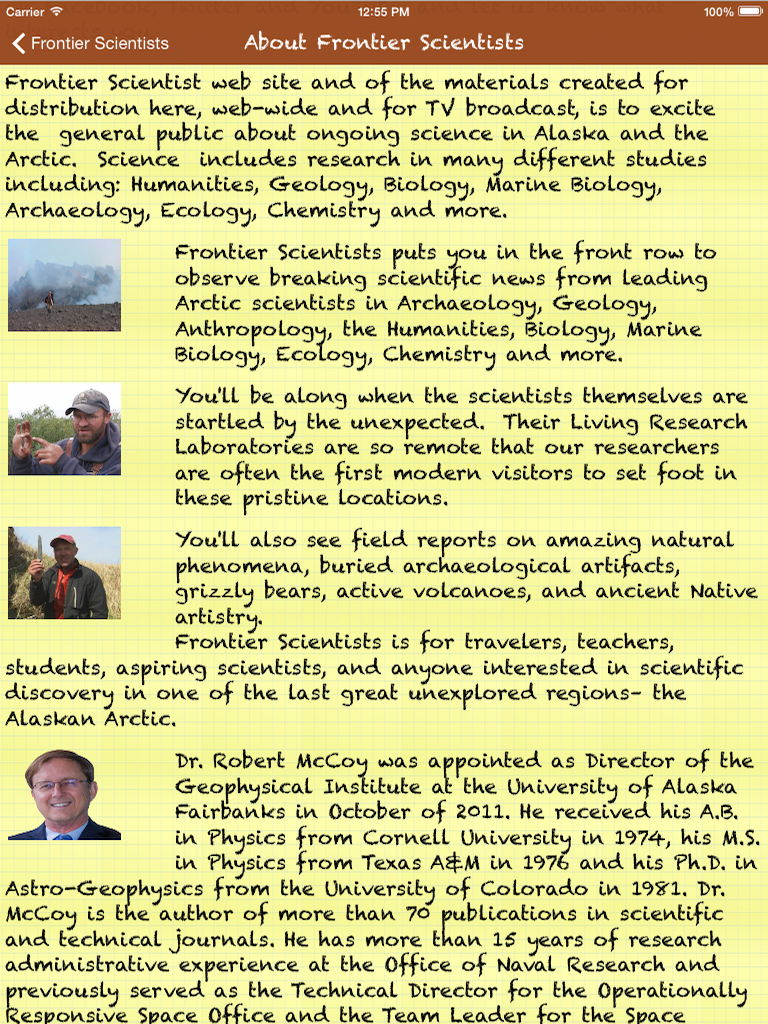 Carrier 12:55 PM 100%
Frontier Scientists About Frontier Scientists
Frontier Scientist web site and of the materials created for
distribution here, web-wide and for TV broadcast, is to excite
the general public about ongoing science in Alaska and the
Arctic. Science includes research in many different studies
including: Humanities, Geology, Biology, Marine Biology,
Archaeology, Ecology, Chemistry and more.
Frontier Scientists puts you in the front row to
observe breaking scientific news from leading
Arctic scientists in Archaeology, Geology,
Anthropology, the Humanities, Biology, Marine
Biology, Ecology, Chemistry and more.
You'll be along when the scientists themselves are
startled by the unexpected. Their Living Research
Laboratories are so remote that our researchers
are often the first modern visitors to set foot in
these pristine locations.
You'll also see field reports on amazing natural
phenomena, buried archaeological artifacts,
grizzly bears, active volcanoes, and ancient Native
artistry.
Frontier Scientists is for travelers, teachers,
students, aspiring scientists, and anyone interested in scientific
discovery in one of the last great unexplored regions– the
Alaskan Arctic.
Dr. Robert McCoy was appointed as Director of the
Geophysical Institute at the University of Alaska
Fairbanks in October of 2011. He received his A.B.
in Physics from Cornell University in 1974, his M.S.
in Physics from Texas A&M in 1976 and his Ph.D. in
Astro-Geophysics from the University of Colorado in 1981. Dr.
McCoy is the author of more than 70 publications in scientific
and technical journals. He has more than 15 years of research
administrative experience at the Office of Naval Research and
previously served as the Technical Director for the Operationally
Responsive Space Office and the Team Leader for the Space